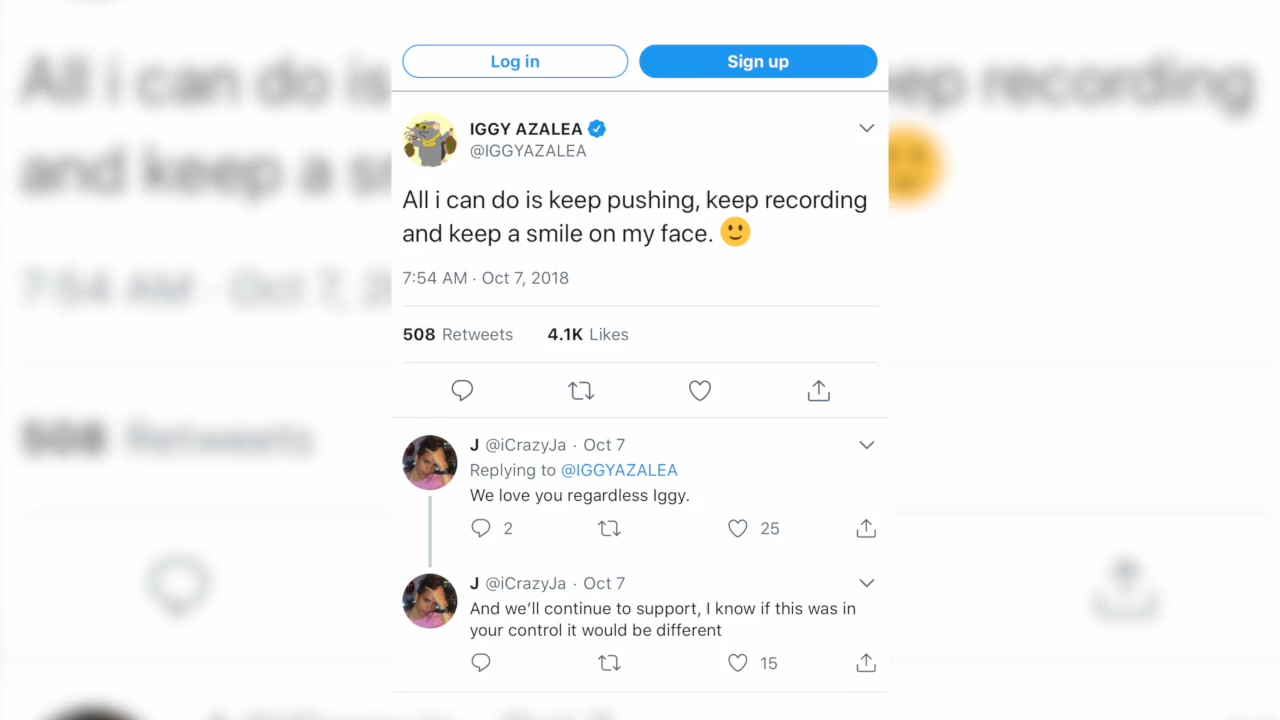 Log in
Sign up
IGGY AZALEA
@IGGYAZALEA
All i can do is keep pushing, keep recording
and keep a smile on my face. 🙂
7:54 AM · Oct 7, 2018
508 Retweets 4.1K Likes
J @iCrazyJa · Oct 7
Replying to @IGGYAZALEA
We love you regardless Iggy.
2 25
J @iCrazyJa · Oct 7
And we’ll continue to support, I know if this was in
your control it would be different
15